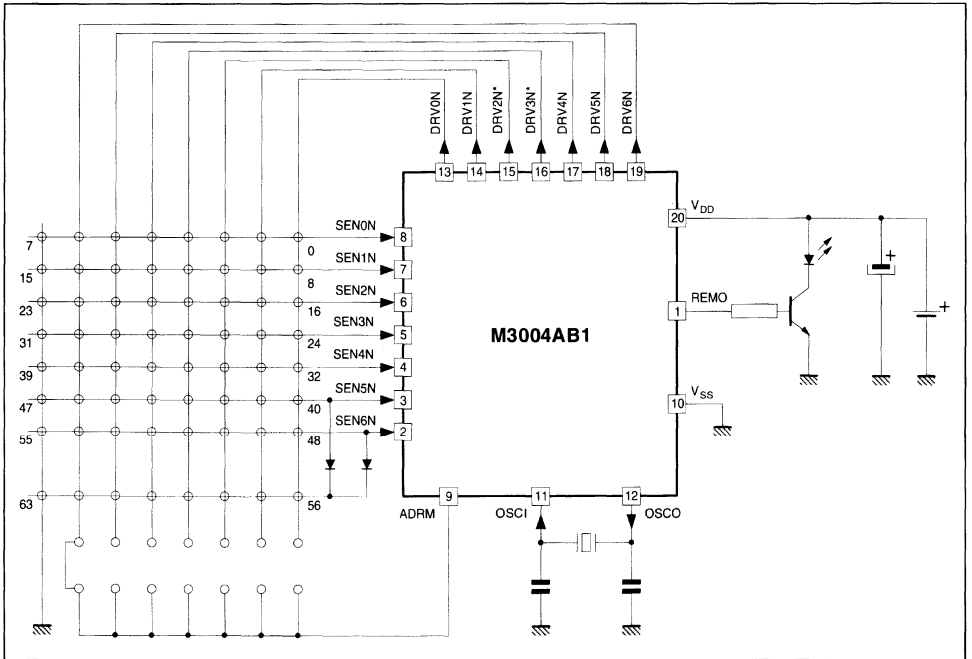 DRV0N
DRV1N
DRV2N*
DRV3N*
DRV4N
DRV5N
DRV6N
13
14
15
16
17
18
19
20
V_DD
7
0
SEN0N
8
15
8
SEN1N
7
23
16
SEN2N
6
31
24
SEN3N
5
39
32
SEN4N
4
47
40
SEN5N
3
55
48
SEN6N
2
63
56
M3004AB1
1
REMO
+
+
10
V_SS
ADRM
9
OSCI
11
12
OSCO